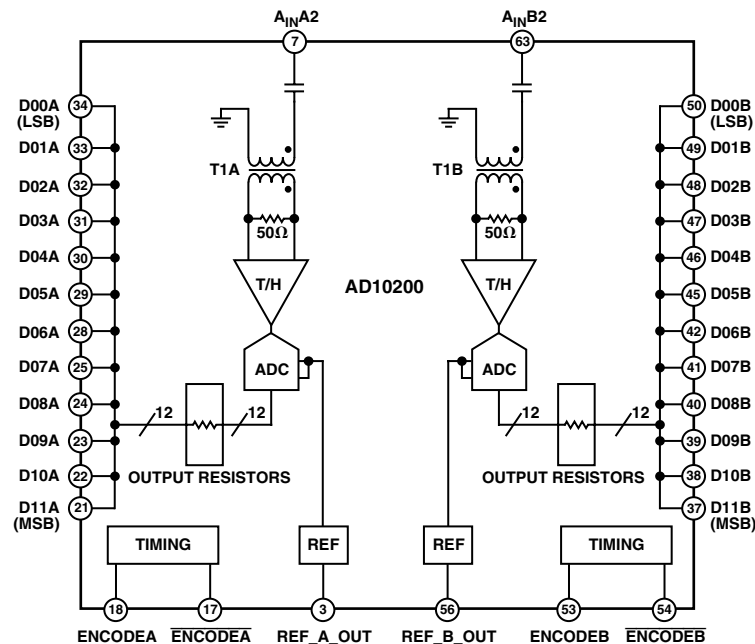 AINA2
AINB2
7
63
D00A
(LSB)
34
50
D00B
(LSB)
D01A
33
49
D01B
T1A
T1B
D02A
32
48
D02B
D03A
31
47
D03B
50Ω
50Ω
D04A
30
46
D04B
T/H
AD10200
T/H
D05A
29
45
D05B
D06A
28
42
D06B
D07A
25
41
D07B
ADC
ADC
D08A
24
40
D08B
12
12
12
12
D09A
23
39
D09B
D10A
22
38
D10B
OUTPUT RESISTORS
OUTPUT RESISTORS
D11A
(MSB)
21
37
D11B
(MSB)
TIMING
REF
REF
TIMING
18
17
3
56
53
54
ENCODEA
ENCODEA
REF_A_OUT
REF_B_OUT
ENCODEB
ENCODEB